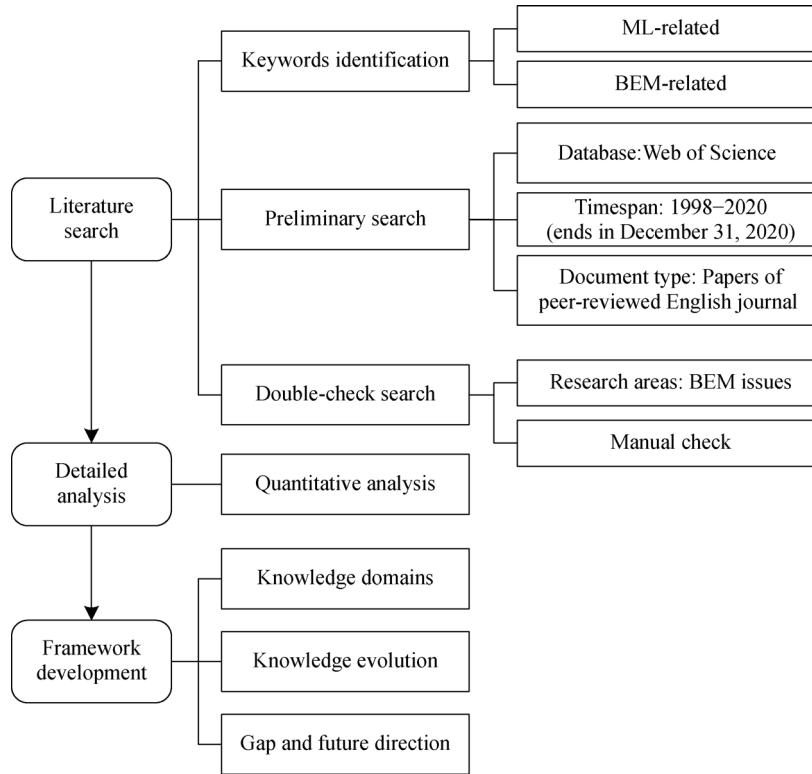 ML-related
Keywords identification
BEM-related
Database:Web of Science
Literature
search
Preliminary search
Timespan: 1998−2020
(ends in December 31, 2020)
Document type: Papers of
peer-reviewed English journal
Double-check search
Research areas: BEM issues
Manual check
Detailed
analysis
Quantitative analysis
Knowledge domains
Framework
development
Knowledge evolution
Gap and future direction